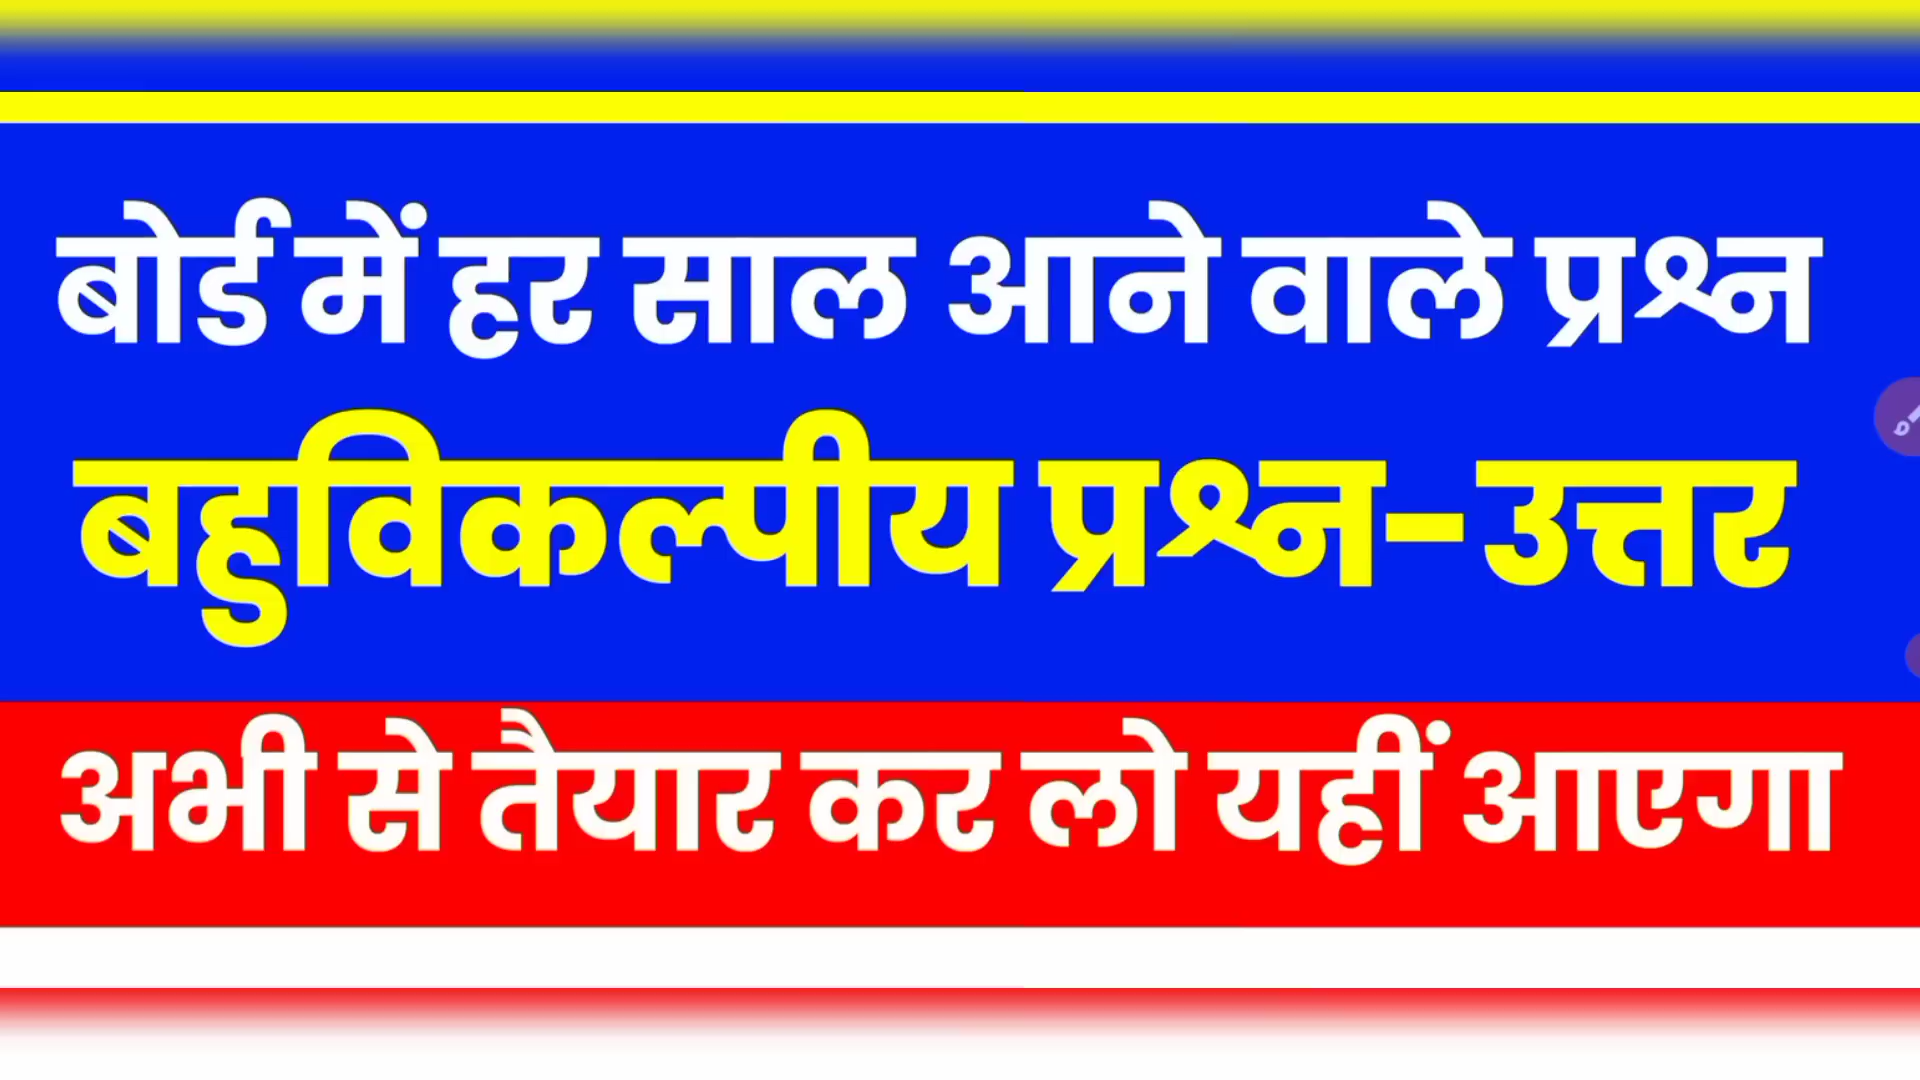 बोर्ड में हर साल आने वाले प्रश्न
बहुविकल्पीय प्रश्न-उत्तर
अभी से तैयार कर लो यहीं आएगा